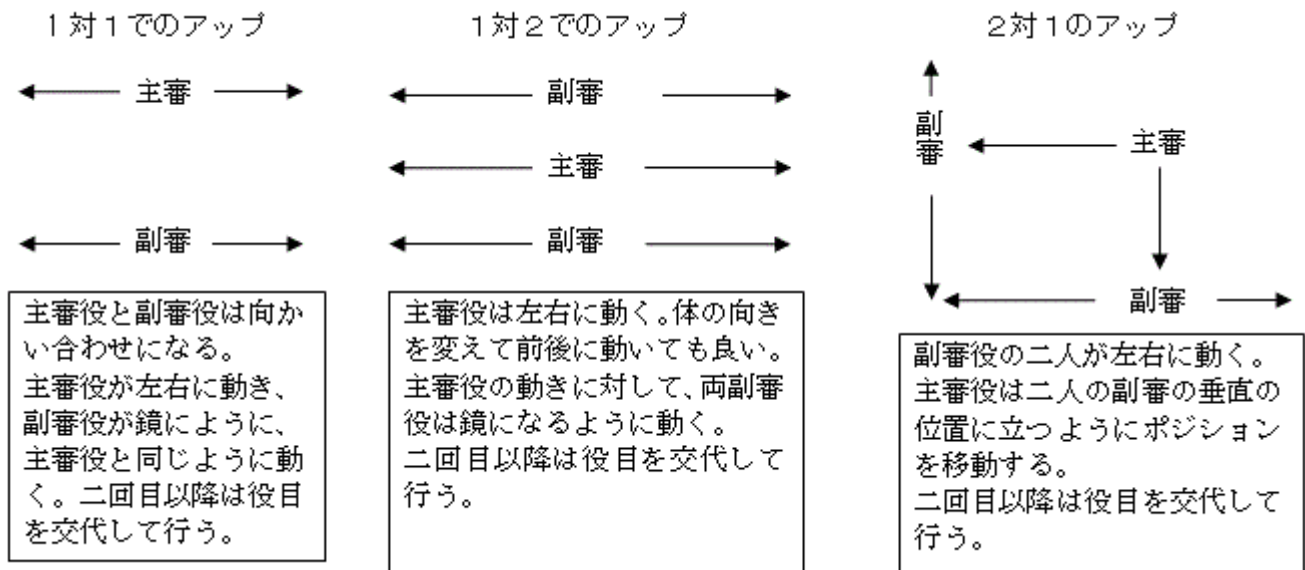 1対1でのアップ
主審
副審
主審役と副審役は向か
い合わせになる。
主審役が左右に動き、
副審役が鏡にように、
主審役と同じように動
く。二回目以降は役目
を交代して行う。
1対2でのアップ
副審
主審
副審
主審役は左右に動く。体の向き
を変えて前後に動いても良い。
主審役の動きに対して、両副審
役は鏡になるように動く。
二回目以降は役目を交代して
行う。
2対1のアップ
副審
主審
副審
副審役の二人が左右に動く。
主審役は二人の副審の垂直の
位置に立つようにポジション
を移動する。
二回目以降は役目を交代して
行う。